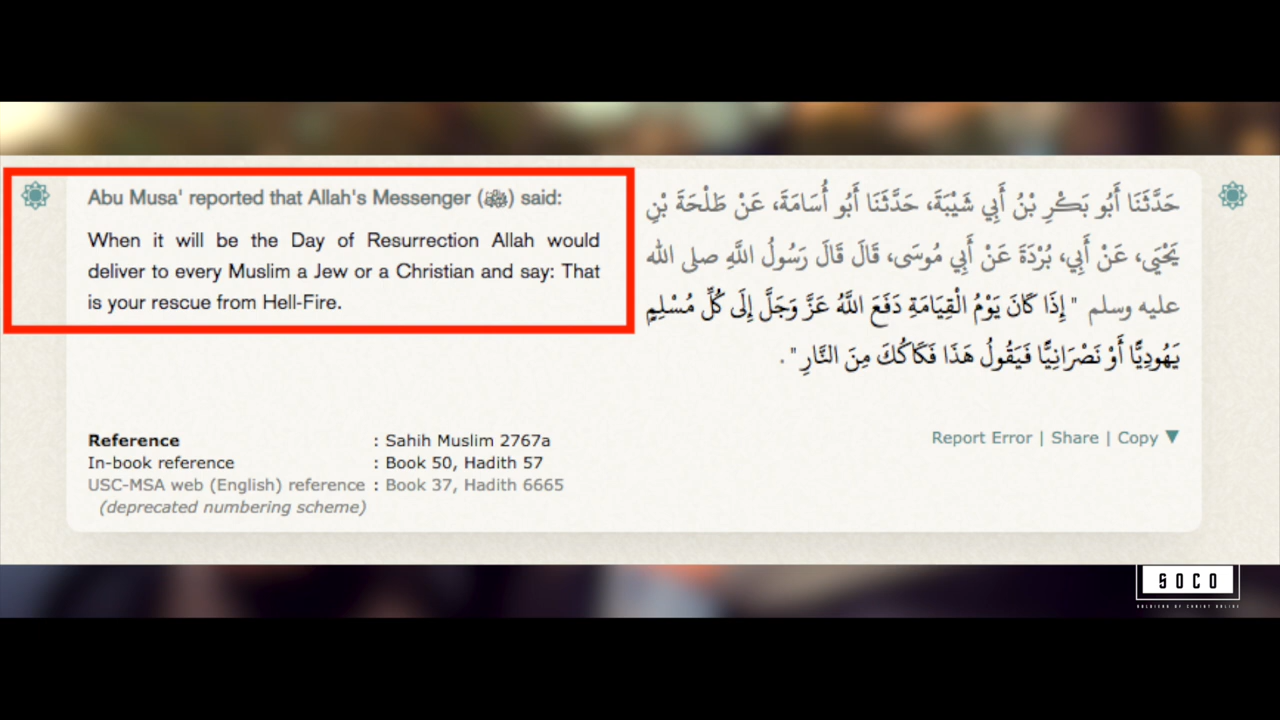 Abu Musa' reported that Allah's Messenger (ﷺ) said:
When it will be the Day of Resurrection Allah would
deliver to every Muslim a Jew or a Christian and say: That
is your rescue from Hell-Fire.
حَدَّثَنَا أَبُو بَكْرِ بْنُ أَبِي شَيْبَةَ، حَدَّثَنَا أَبُو أُسَامَةَ، عَنْ طَلْحَةَ بْنِ
يَحْيَى، عَنْ أَبِي، بُرْدَةَ عَنْ أَبِي مُوسَى، قَالَ قَالَ رَسُولُ اللَّهِ صلى الله
عليه وسلم " إِذَا كَانَ يَوْمُ الْقِيَامَةِ دَفَعَ اللَّهُ عَزَّ وَجَلَّ إِلَى كُلِّ مُسْلِمٍ
يَهُودِيًّا أَوْ نَصْرَانِيًّا فَيَقُولُ هَذَا فَكَاكُكَ مِنَ النَّارِ " .
Reference : Sahih Muslim 2767a
In-book reference : Book 50, Hadith 57
USC-MSA web (English) reference : Book 37, Hadith 6665
(deprecated numbering scheme)
Report Error | Share | Copy ▼
SOCO
SOLDIERS OF CHRIST ONLINE